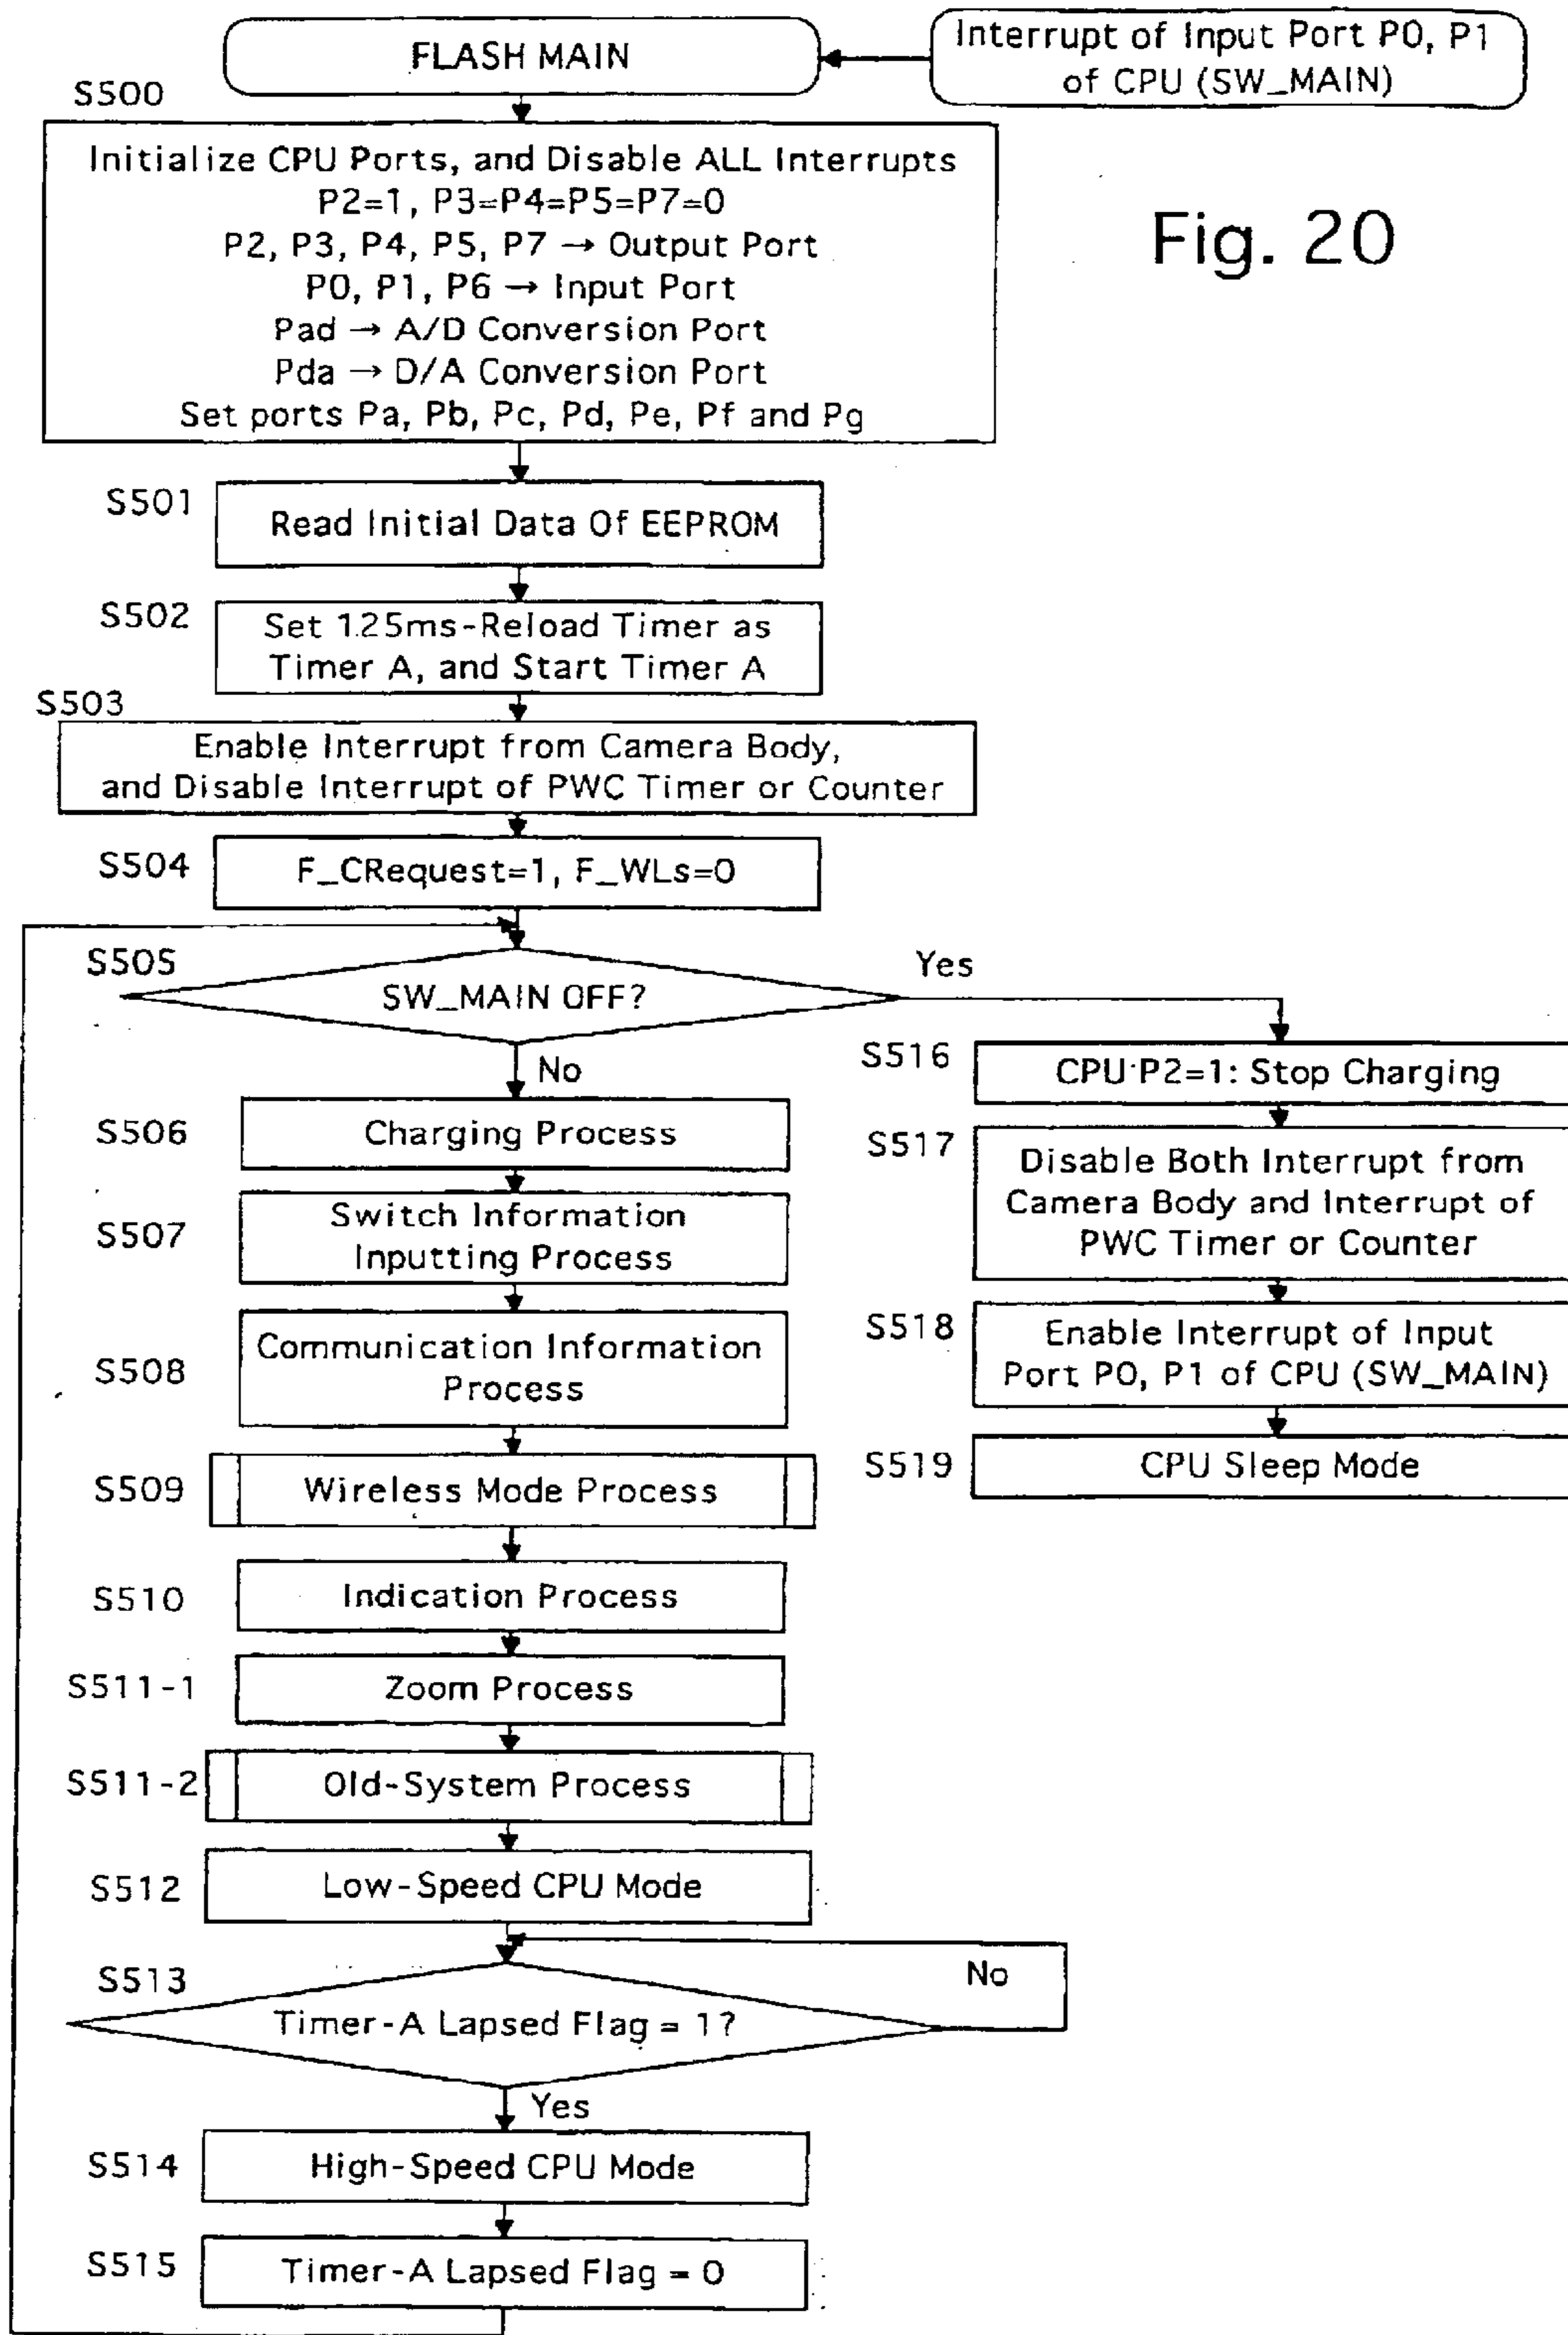 FLASH MAIN
Interrupt of Input Port P0, P1
of CPU (SW_MAIN)
Fig. 20
S500
Initialize CPU Ports, and Disable ALL Interrupts
P2=1, P3=P4=P5=P7=0
P2, P3, P4, P5, P7 → Output Port
P0, P1, P6 → Input Port
Pad → A/D Conversion Port
Pda → D/A Conversion Port
Set ports Pa, Pb, Pc, Pd, Pe, Pf and Pg
S501
Read Initial Data Of EEPROM
S502
Set 125ms-Reload Timer as
Timer A, and Start Timer A
S503
Enable Interrupt from Camera Body,
and Disable Interrupt of PWC Timer or Counter
S504
F_CRequest=1, F_WLs=0
S505
SW_MAIN OFF?
Yes
No
S506
Charging Process
S507
Switch Information
Inputting Process
S508
Communication Information
Process
S509
Wireless Mode Process
S510
Indication Process
S511-1
Zoom Process
S511-2
Old-System Process
S512
Low-Speed CPU Mode
S513
Timer-A Lapsed Flag = 1?
No
Yes
S514
High-Speed CPU Mode
S515
Timer-A Lapsed Flag = 0
S516
CPU·P2=1: Stop Charging
S517
Disable Both Interrupt from
Camera Body and Interrupt of
PWC Timer or Counter
S518
Enable Interrupt of Input
Port P0, P1 of CPU (SW_MAIN)
S519
CPU Sleep Mode